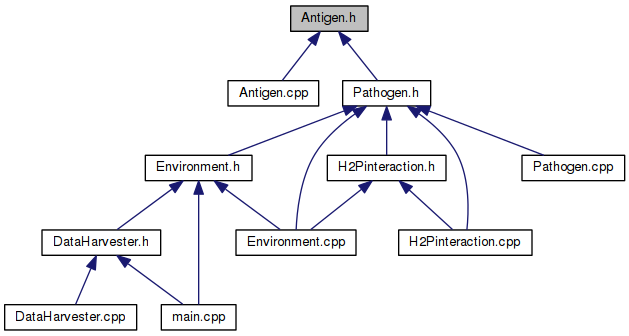 Antigen.h
Antigen.cpp
Pathogen.h
Environment.h
H2Pinteraction.h
Pathogen.cpp
DataHarvester.h
Environment.cpp
H2Pinteraction.cpp
DataHarvester.cpp
main.cpp